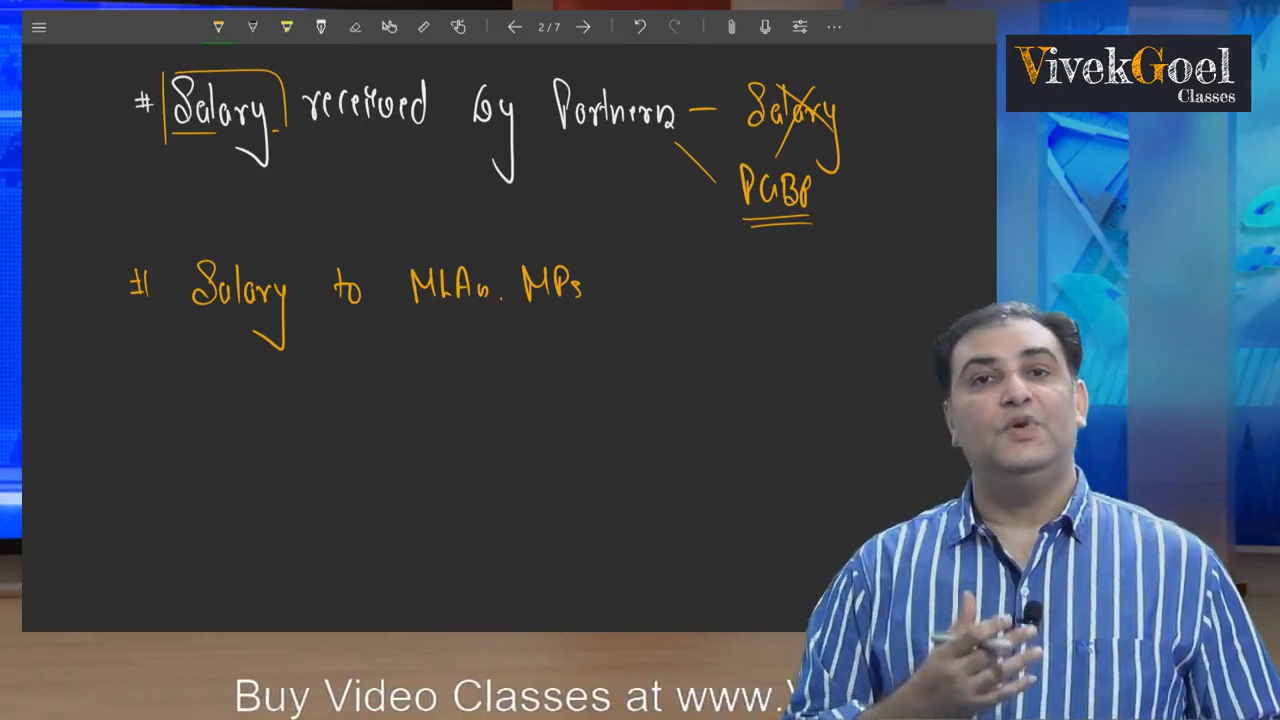 2/7
VivekGoel
Classes
# Salary received by Partners – Salary
PGBP
# Salary to MLAs. MPs
Buy Video Classes at www.